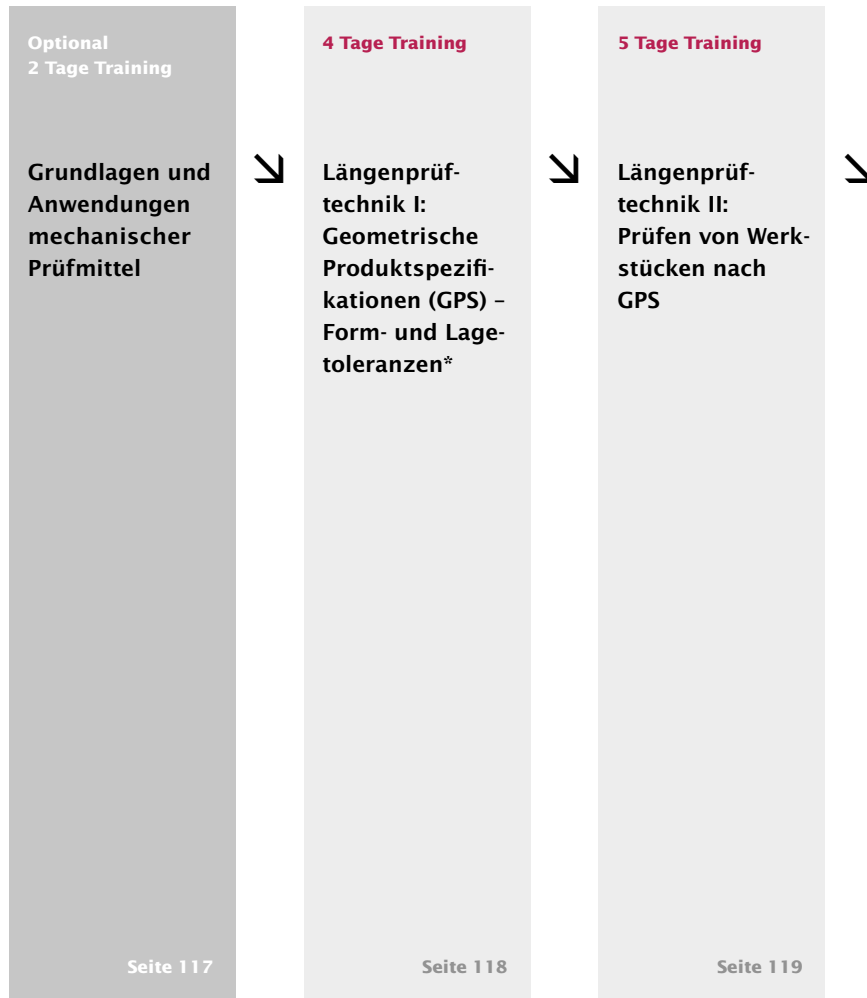 Optional
2 Tage Training
Grundlagen und
Anwendungen
mechanischer
Prüfmittel
Seite 117
4 Tage Training
Längenprüf-
technik I:
Geometrische
Produktspezifi-
kationen (GPS) –
Form- und Lage-
toleranzen*
Seite 118
5 Tage Training
Längenprüf-
technik II:
Prüfen von Werk-
stücken nach
GPS
Seite 119